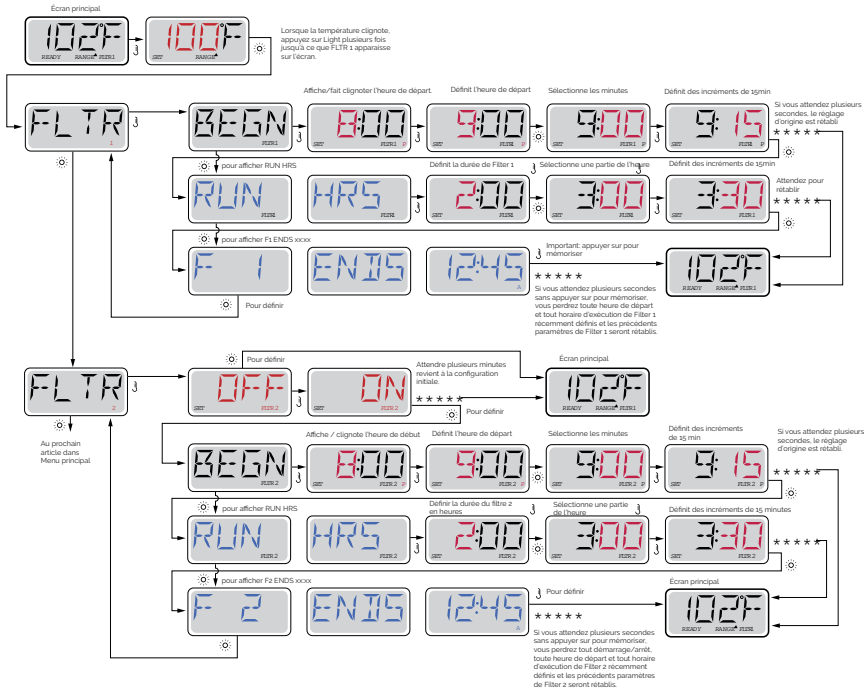 Écran principal
102°F
READY RANGE FLTR1
100°F
SET RANGE
Lorsque la température clignote,
appuyez sur Light plusieurs fois
jusqu'à ce que FLTR 1 apparaisse
sur l'écran.
FLTR
1
BEGN
FLTR1
Affiche/fait clignoter l'heure de départ.
8:00
SET FLTR1 P
Définit l'heure de départ
9:00
SET FLTR1 P
Sélectionne les minutes
9:00
SET FLTR1 P
Définit des incréments de 15min
9:15
SET FLTR1 P
Si vous attendez plusieurs
secondes, le réglage
d'origine est rétabli
*****
pour afficher RUN HRS
RUN
FLTR1
HRS
Définit la durée de Filter 1
2:00
SET FLTR1
Sélectionne une partie de l'heure
3:00
SET FLTR1
Définit des incréments de 15min
3:30
SET FLTR1
Attendez pour
rétablir
*****
pour afficher F1 ENDS xx:xx
F 1
ENDS
12:45
A
Important: appuyer sur pour
mémoriser
*****
Si vous attendez plusieurs secondes
sans appuyer sur pour mémoriser,
vous perdrez toute heure de départ
et tout horaire d'exécution de Filter 1
récemment définis et les précédents
paramètres de Filter 1 seront rétablis.
102°F
READY RANGE FLTR1
Pour définir
FLTR
2
Pour définir
OFF
SET FLTR2
ON
SET FLTR2
Attendre plusieurs minutes
revient à la configuration
initiale.
*****
Pour définir
Écran principal
102°F
READY RANGE FLTR1
Au prochain
article dans
Menu principal
BEGN
FLTR2
Affiche / clignote l'heure de début
8:00
SET FLTR2 P
Définit l'heure de départ
9:00
SET FLTR2 P
Sélectionne les minutes
9:00
SET FLTR2 P
Définit des incréments
de 15 min
9:15
SET FLTR2 P
Si vous attendez plusieurs
secondes, le réglage
d'origine est rétabli
*****
pour afficher RUN HRS
RUN
FLTR2
HRS
Définir la durée du filtre 2
en heures
2:00
SET FLTR2
Sélectionne une partie
de l'heure
3:00
SET FLTR2
Définit des incréments de 15 minutes
3:30
SET FLTR2
*****
pour afficher F2 ENDS xx:xx
F 2
ENDS
12:45
A
Pour définir
*****
Si vous attendez plusieurs secondes
sans appuyer sur pour mémoriser,
vous perdrez tout démarrage/arrêt,
toute heure de départ et tout horaire
d'exécution de Filter 2 récemment
définis et les précédents paramètres
de Filter 2 seront rétablis.
Écran principal
102°F
READY RANGE FLTR1